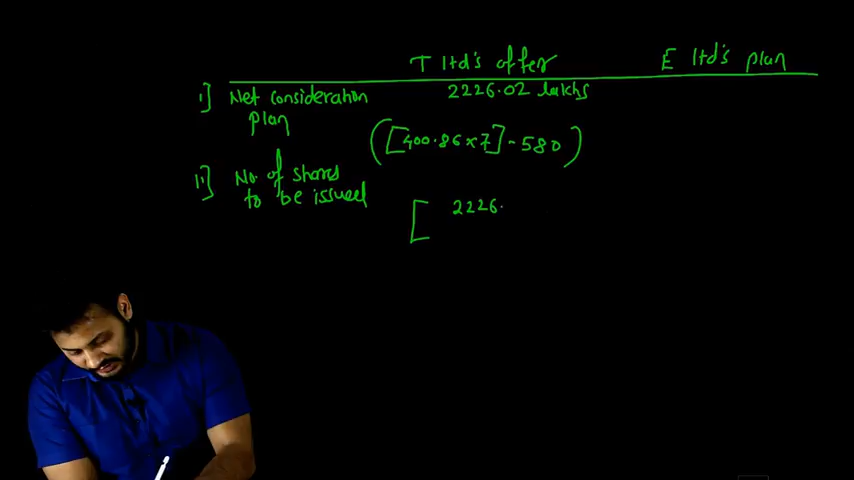 T ltd's offer E ltd's plan
i] Net consideration plan 2226.02 lakhs
([400.86 x 7] - 580)
ii] No. of shares to be issued
[ 2226.